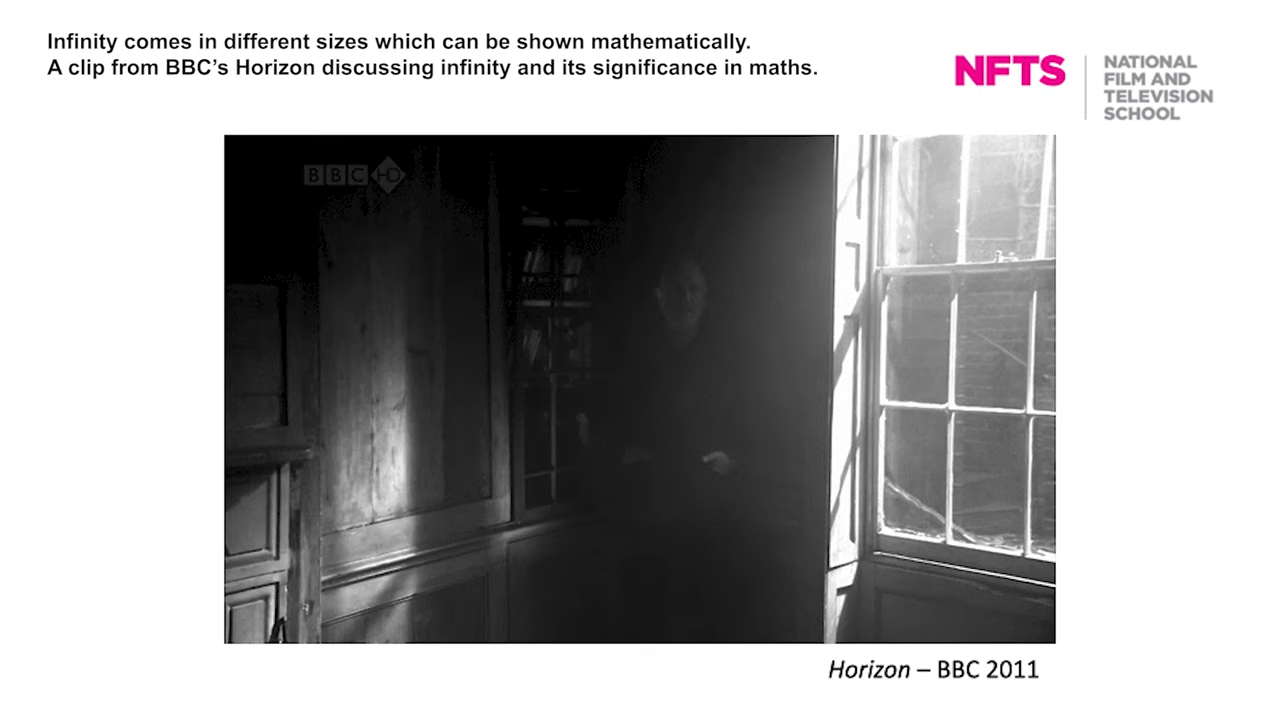 Infinity comes in different sizes which can be shown mathematically.
A clip from BBC's Horizon discussing infinity and its significance in maths.
NFTS
NATIONAL
FILM AND
TELEVISION
SCHOOL
BBC HD
Horizon – BBC 2011